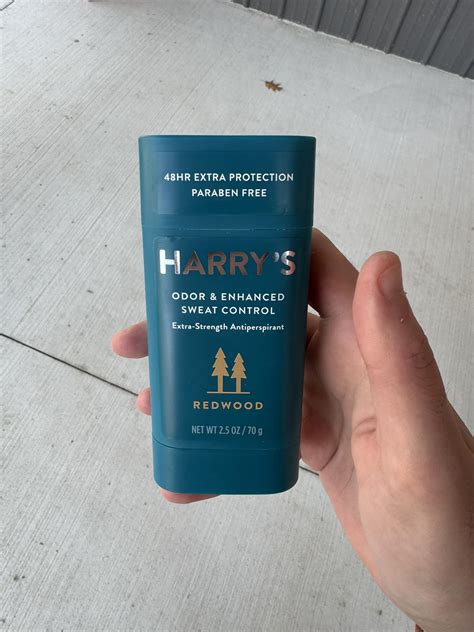 48HR EXTRA PROTECTION
PARABEN FREE
HARRY'S
ODOR & ENHANCED
SWEAT CONTROL
Extra-Strength Antiperspirant
REDWOOD
NET WT 2.5 OZ / 70 g